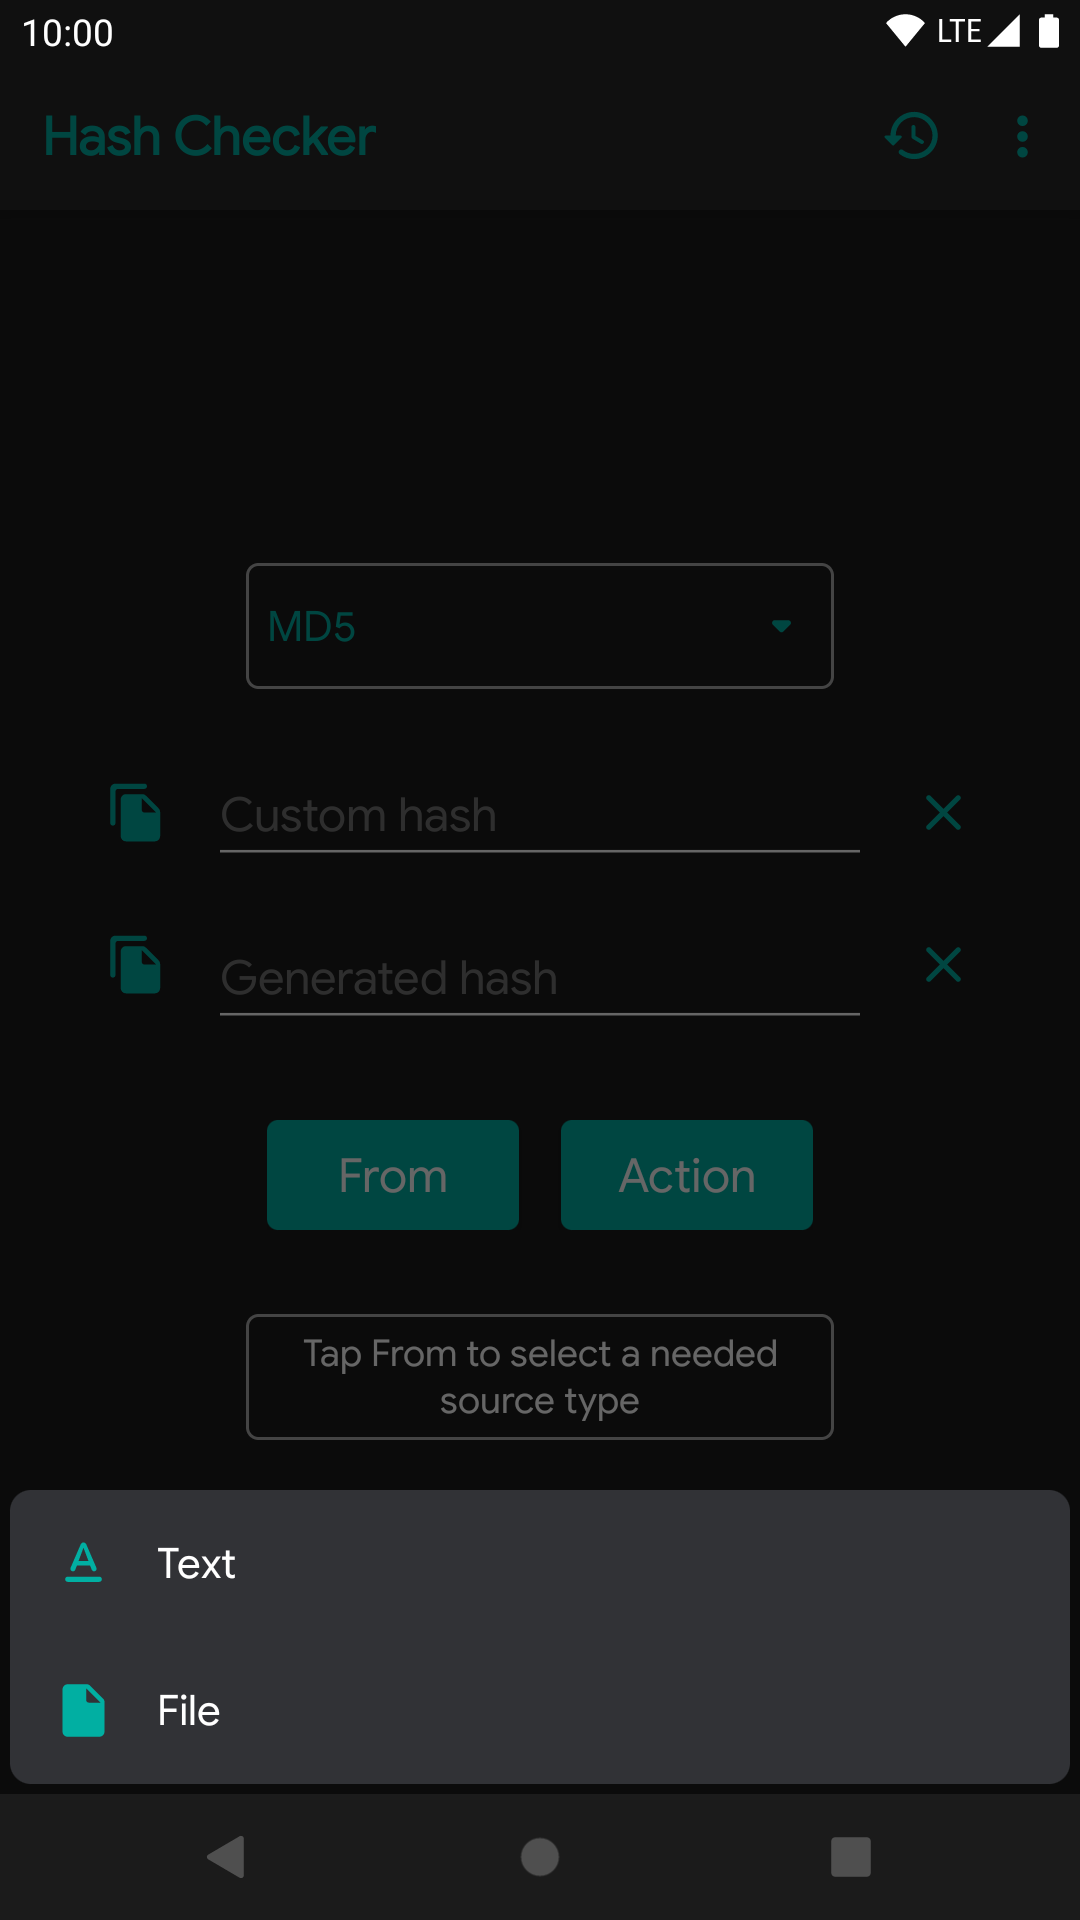 10:00
LTE
Hash Checker
MD5
Custom hash
Generated hash
From
Action
Tap From to select a needed
source type
Text
File